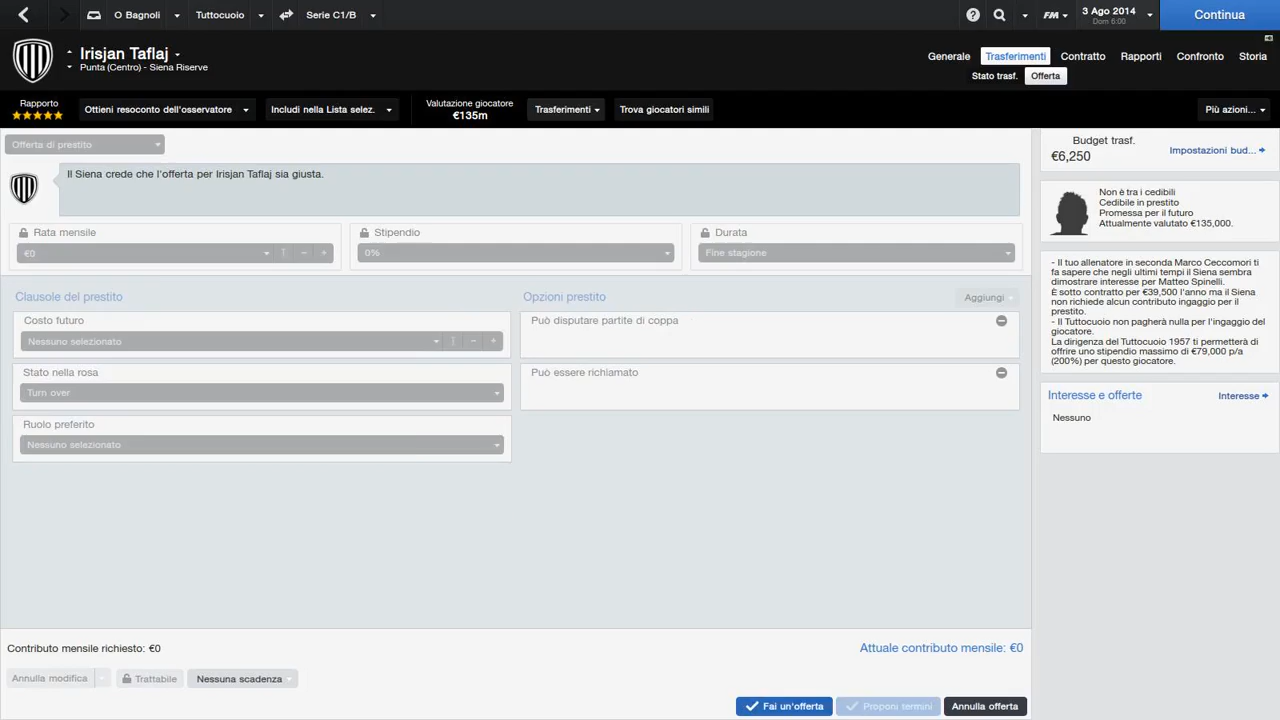 O Bagnoli
Tuttocuoio
Serie C1/B
FM
3 Ago 2014
Dom 6:00
Continua
Irisjan Taflaj
Punta (Centro) - Siena Riserve
Generale
Trasferimenti
Contratto
Rapporti
Confronto
Storia
Stato trasf.
Offerta
Rapporto
Ottieni resoconto dell'osservatore
Includi nella Lista selez.
Valutazione giocatore
€135m
Trasferimenti
Trova giocatori simili
Più azioni...
Offerta di prestito
Il Siena crede che l'offerta per Irisjan Taflaj sia giusta.
Rata mensile
€0
Stipendio
0%
Durata
Fine stagione
Clausole del prestito
Costo futuro
Nessuno selezionato
Stato nella rosa
Turn over
Ruolo preferito
Nessuno selezionato
Opzioni prestito
Aggiungi
Può disputare partite di coppa
Può essere richiamato
Contributo mensile richiesto: €0
Attuale contributo mensile: €0
Annulla modifica
Trattabile
Nessuna scadenza
Fai un'offerta
Proponi termini
Annulla offerta
Budget trasf.
€6,250
Impostazioni bud...
Non è tra i cedibili
Cedibile in prestito
Promessa per il futuro
Attualmente valutato €135,000.
- Il tuo allenatore in seconda Marco Ceccomori ti
fa sapere che negli ultimi tempi il Siena sembra
dimostrare interesse per Matteo Spinelli.
È sotto contratto per €39,500 l'anno ma il Siena
non richiede alcun contributo ingaggio per il
prestito.
- Il Tuttocuoio non pagherà nulla per l'ingaggio del
giocatore.
La dirigenza del Tuttocuoio 1957 ti permetterà di
offrire uno stipendio massimo di €79,000 p/a
(200%) per questo giocatore.
Interesse e offerte
Interesse
Nessuno